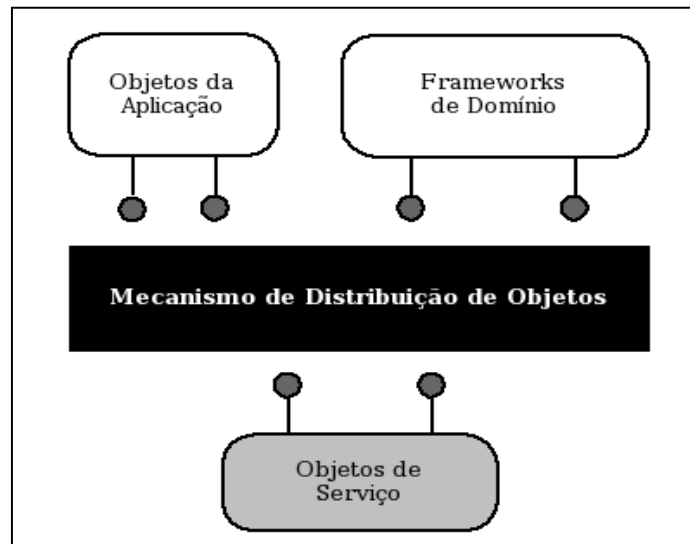 Objetos da
Aplicação
Frameworks
de Domínio
Mecanismo de Distribuição de Objetos
Objetos de
Serviço